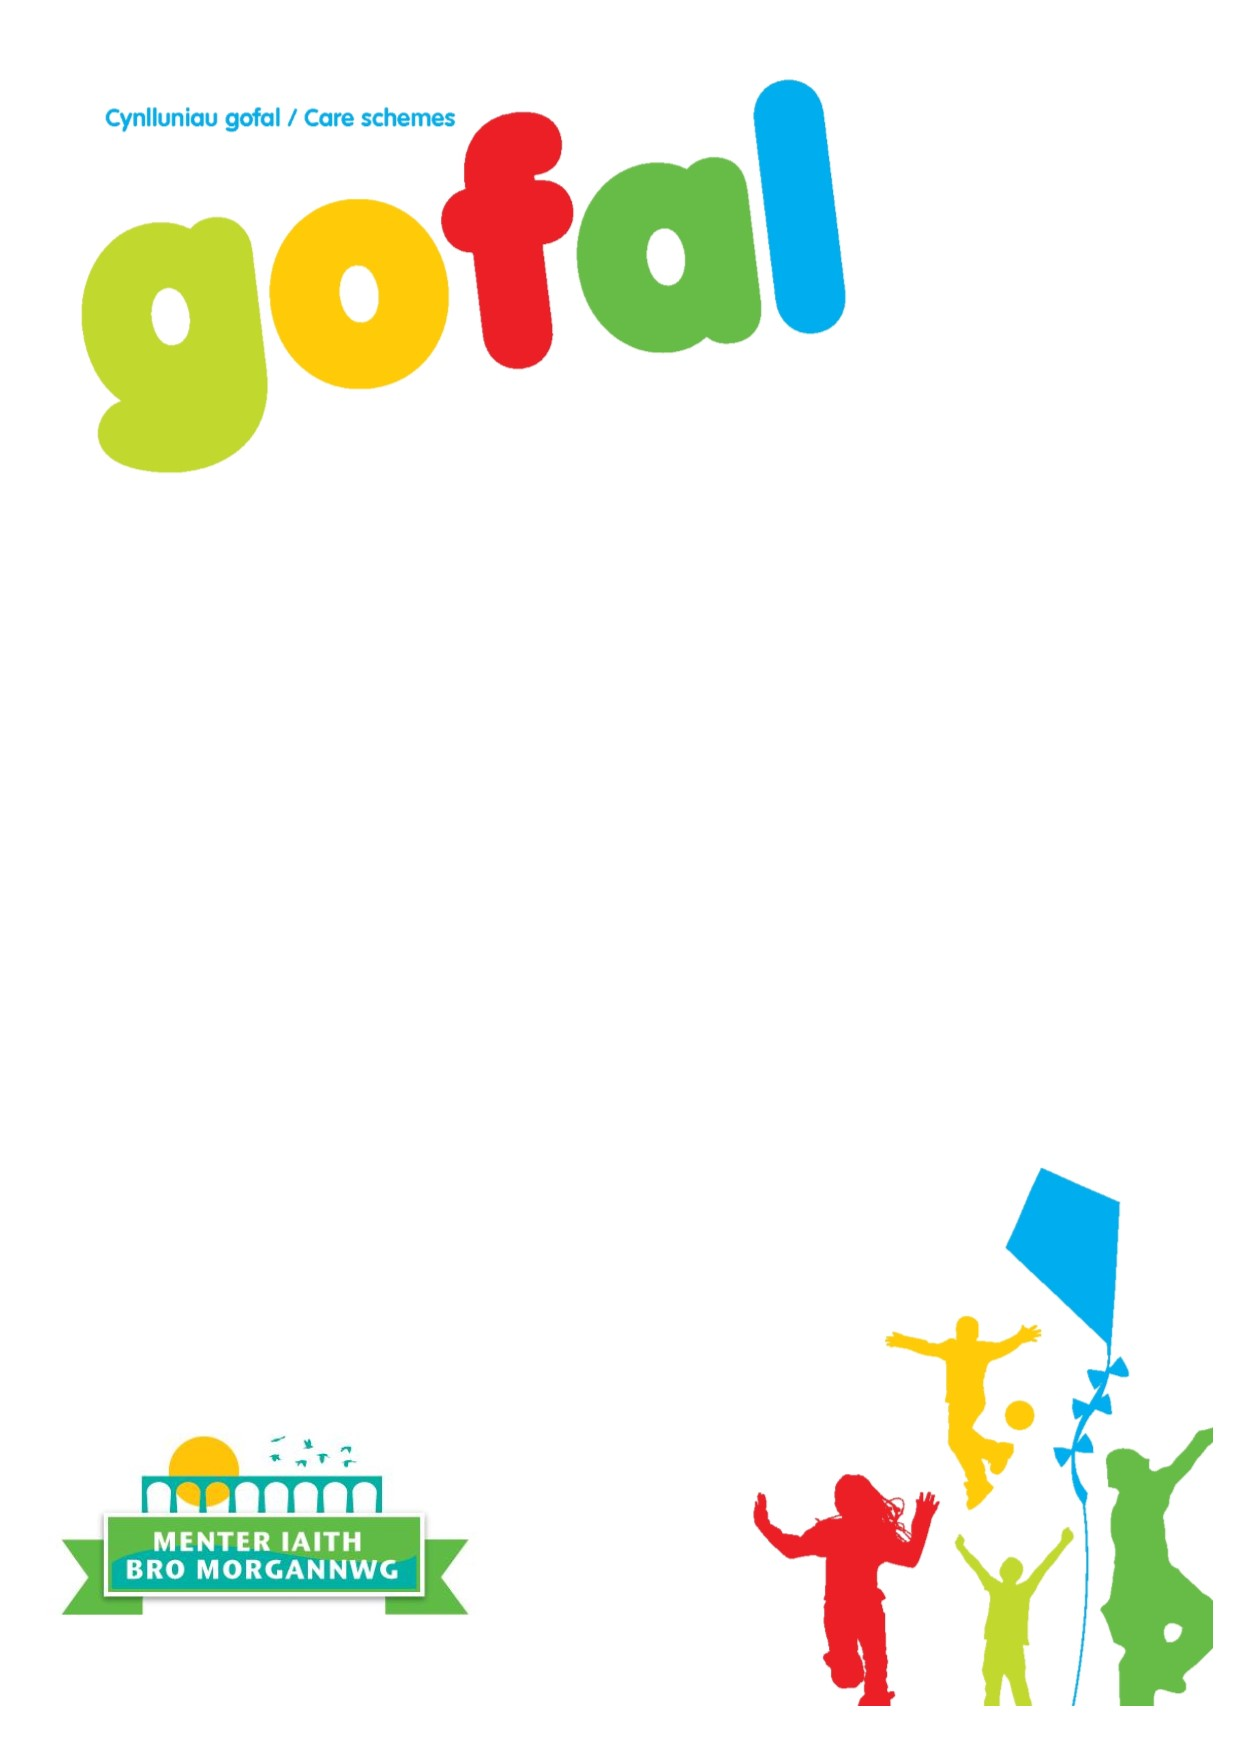 Cynlluniau gofal / Care schemes
gofal
MENTER IAITH
BRO MORGANNWG